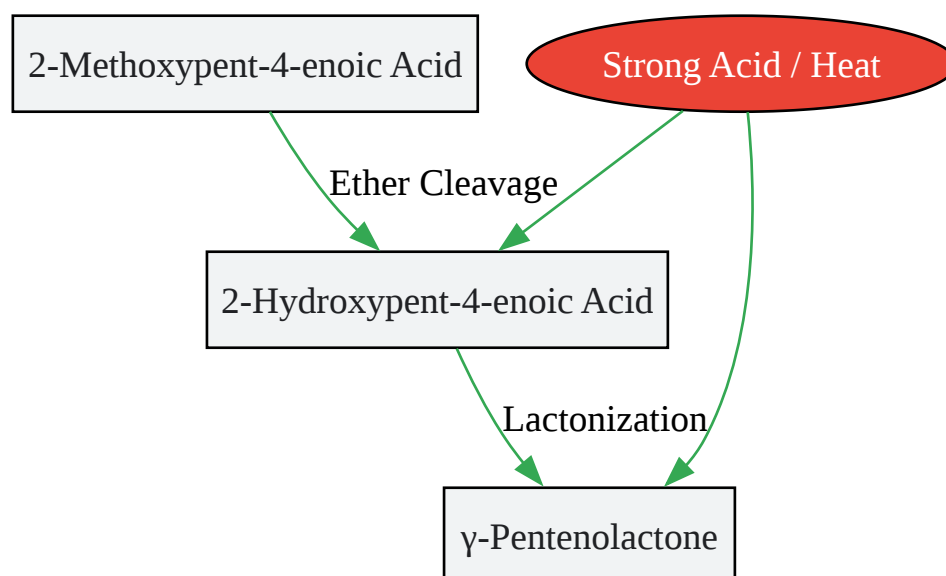 2-Methoxypent-4-enoic Acid
Strong Acid / Heat
Ether Cleavage
2-Hydroxypent-4-enoic Acid
Lactonization
γ-Pentenolactone